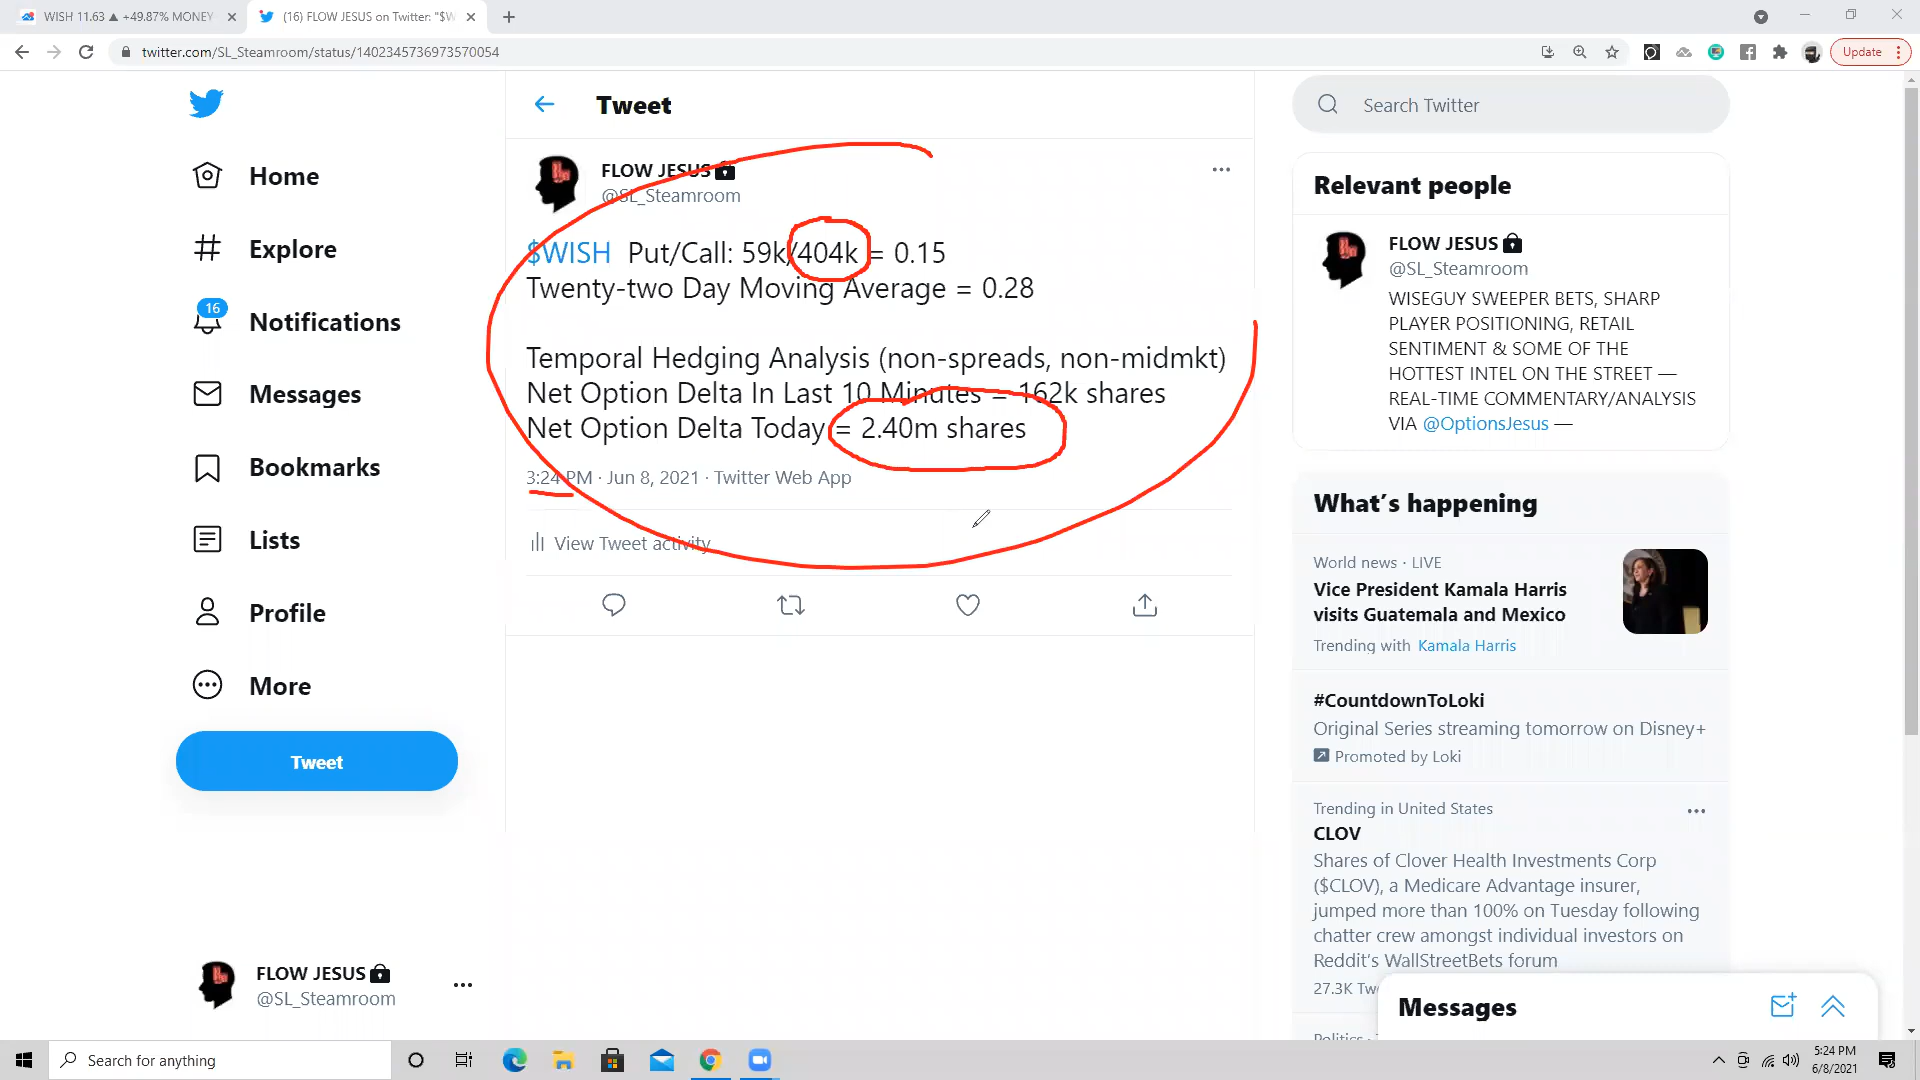 WISH 11.63 ▲ +49.87% MONEY
(16) FLOW JESUS on Twitter: "$W
twitter.com/SL_Steamroom/status/1402345736973570054
Update
Home
Explore
16
Notifications
Messages
Bookmarks
Lists
Profile
More
Tweet
FLOW JESUS
@SL_Steamroom
Tweet
FLOW JESUS
@SL_Steamroom
$WISH Put/Call: 59k/404k = 0.15
Twenty-two Day Moving Average = 0.28
Temporal Hedging Analysis (non-spreads, non-midmkt)
Net Option Delta In Last 10 Minutes = 162k shares
Net Option Delta Today = 2.40m shares
3:24 PM · Jun 8, 2021 · Twitter Web App
View Tweet activity
Search Twitter
Relevant people
FLOW JESUS
@SL_Steamroom
WISEGUY SWEEPER BETS, SHARP
PLAYER POSITIONING, RETAIL
SENTIMENT & SOME OF THE
HOTTEST INTEL ON THE STREET —
REAL-TIME COMMENTARY/ANALYSIS
VIA @OptionsJesus —
What's happening
World news · LIVE
Vice President Kamala Harris
visits Guatemala and Mexico
Trending with Kamala Harris
#CountdownToLoki
Original Series streaming tomorrow on Disney+
Promoted by Loki
Trending in United States
CLOV
Shares of Clover Health Investments Corp
($CLOV), a Medicare Advantage insurer,
jumped more than 100% on Tuesday following
chatter crew amongst individual investors on
Reddit's WallStreetBets forum
27.3K Tw
Messages
Search for anything
5:24 PM
6/8/2021